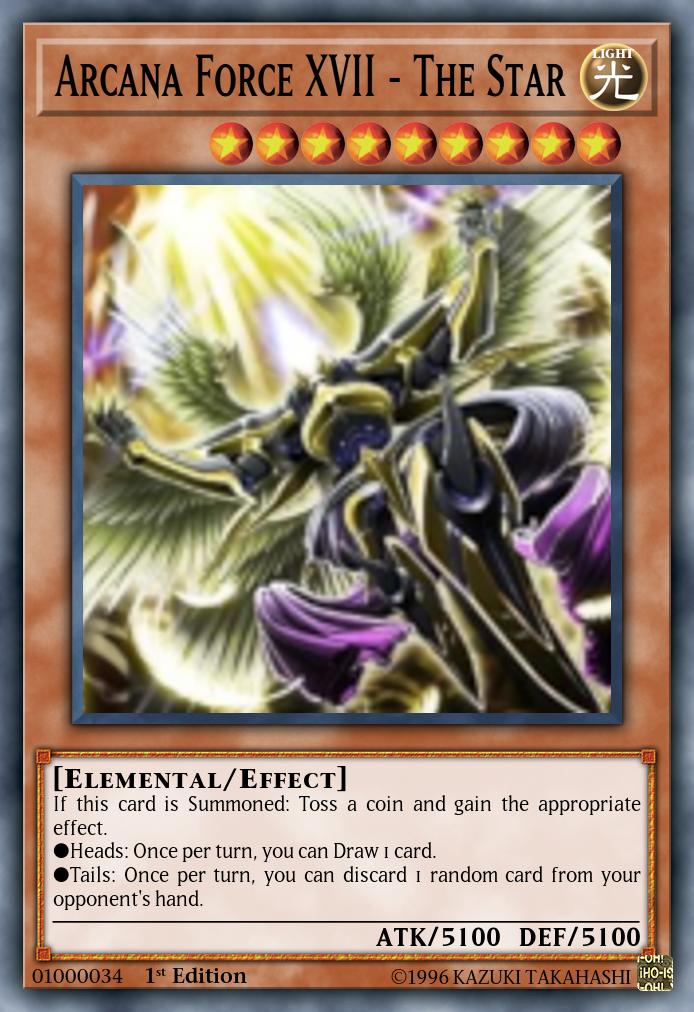 Arcana Force XVII - The Star
LIGHT
光
[Elemental/Effect]
If this card is Summoned: Toss a coin and gain the appropriate
effect.
●Heads: Once per turn, you can Draw 1 card.
●Tails: Once per turn, you can discard 1 random card from your
opponent's hand.
ATK/5100 DEF/5100
01000034 1st Edition ©1996 KAZUKI TAKAHASHI